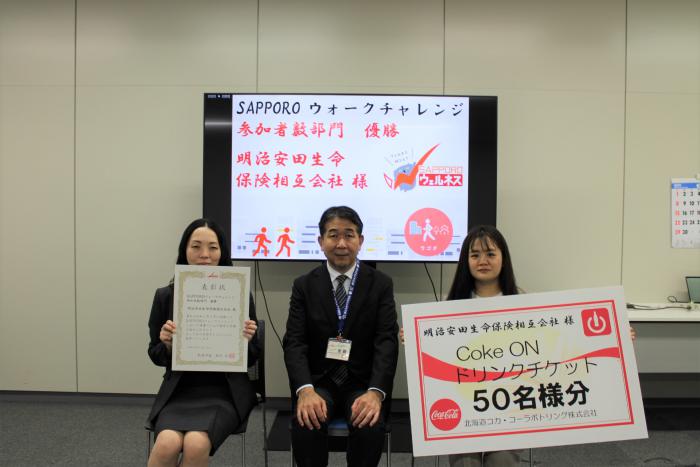 SAPPORO ウォークチャレンジ
参加者数部門　優勝
明治安田生命
保険相互会社 様
SAPPORO
ウェルネス
表彰状
明治安田生命保険相互会社 様
Coke ON
ドリンクチケット
50名様分
Coca-Cola
北海道コカ・コーラボトリング株式会社